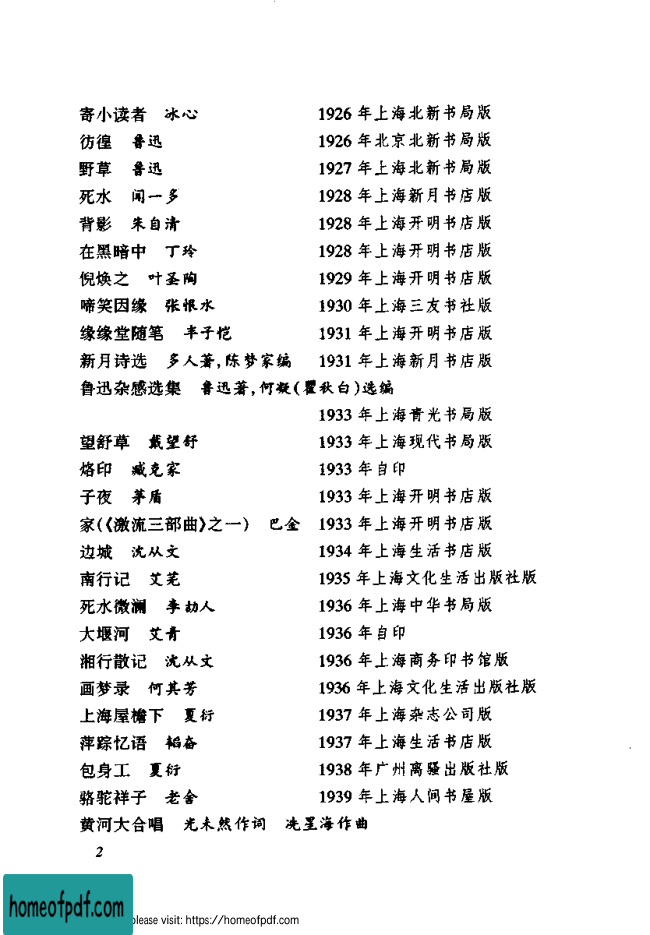 寄小读者 冰心 1926 年上海北新书局版
彷徨 鲁迅 1926 年北京北新书局版
野草 鲁迅 1927 年上海北新书局版
死水 闻一多 1928 年上海新月书店版
背影 朱自清 1928 年上海开明书店版
在黑暗中 丁玲 1928 年上海开明书店版
倪焕之 叶圣陶 1929 年上海开明书店版
啼笑因缘 张恨水 1930 年上海三友书社版
缘缘堂随笔 丰子恺 1931 年上海开明书店版
新月诗选 多人著,陈梦家编 1931 年上海新月书店版
鲁迅杂感选集 鲁迅著,何凝(瞿秋白)选编
1933 年上海青光书局版
望舒草 戴望舒 1933 年上海现代书局版
烙印 臧克家 1933 年自印
子夜 茅盾 1933 年上海开明书店版
家(《激流三部曲》之一) 巴金 1933 年上海开明书店版
边城 沈从文 1934 年上海生活书店版
南行记 艾芜 1935 年上海文化生活出版社版
死水微澜 李劼人 1936 年上海中华书局版
大堰河 艾青 1936 年自印
湘行散记 沈从文 1936 年上海商务印书馆版
画梦录 何其芳 1936 年上海文化生活出版社版
上海屋檐下 夏衍 1937 年上海杂志公司版
萍踪忆语 韬奋 1937 年上海生活书店版
包身工 夏衍 1938 年广州离骚出版社版
骆驼祥子 老舍 1939 年上海人间书屋版
黄河大合唱 光未然作词 冼星海作曲
2
homeofpdf.com
please visit: https://homeofpdf.com